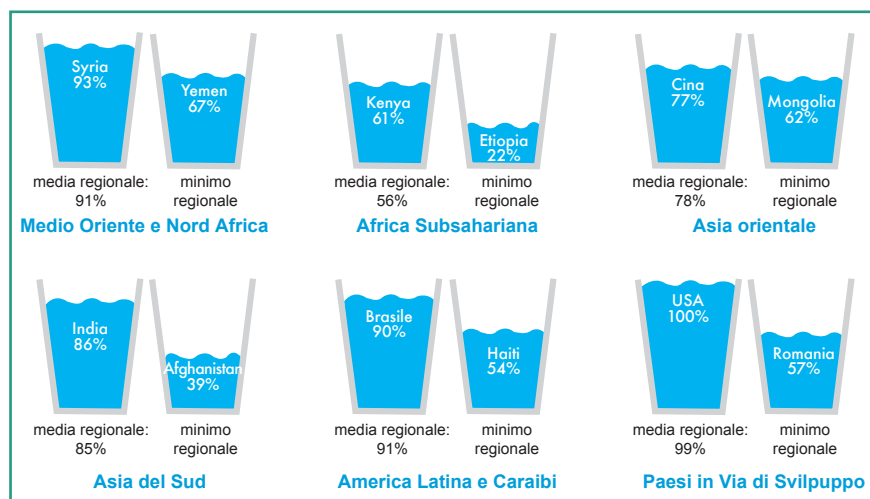 Syria
93%
Yemen
67%
media regionale:
91%
minimo
regionale
Medio Oriente e Nord Africa
Kenya
61%
Etiopia
22%
media regionale:
56%
minimo
regionale
Africa Subsahariana
Cina
77%
Mongolia
62%
media regionale:
78%
minimo
regionale
Asia orientale
India
86%
Afghanistan
39%
media regionale:
85%
minimo
regionale
Asia del Sud
Brasile
90%
Haiti
54%
media regionale:
91%
minimo
regionale
America Latina e Caraibi
USA
100%
Romania
57%
media regionale:
99%
minimo
regionale
Paesi in Via di Svilpuppo